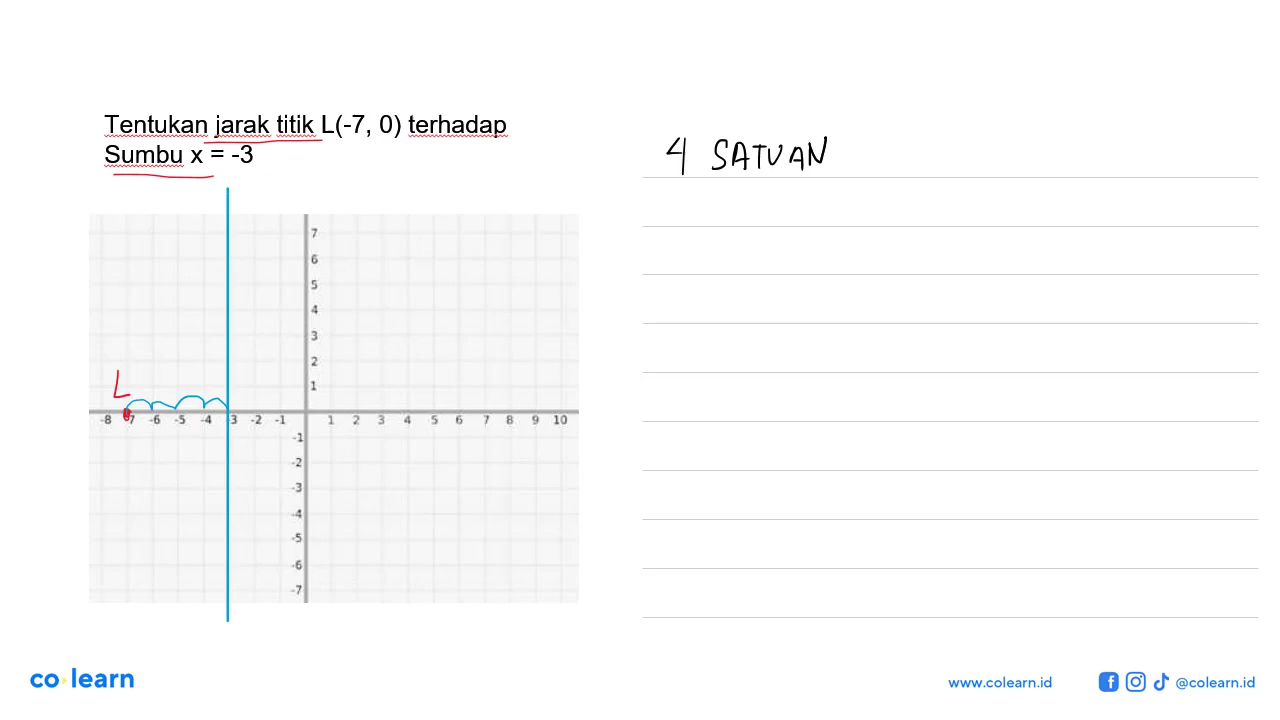 Tentukan jarak titik L(-7, 0) terhadap
Sumbu x = -3
4 SATUAN
7
6
5
4
3
2
1
L
-8 -7 -6 -5 -4 -3 -2 -1 1 2 3 4 5 6 7 8 9 10
-1
-2
-3
-4
-5
-6
-7
co learn
www.colearn.id @colearn.id